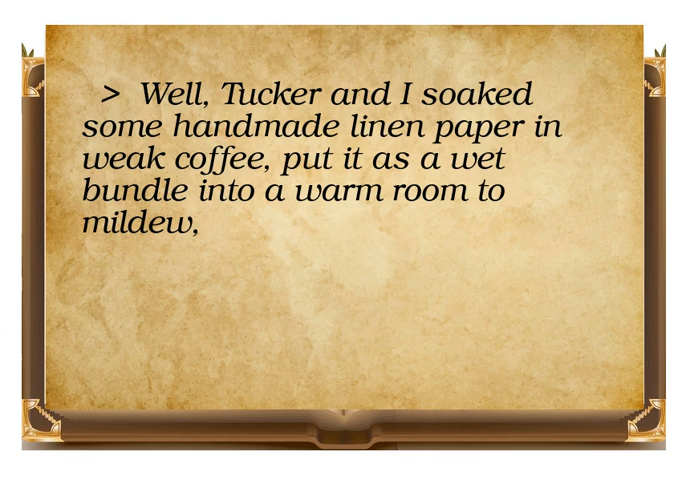 > Well, Tucker and I soaked
some handmade linen paper in
weak coffee, put it as a wet
bundle into a warm room to
mildew,